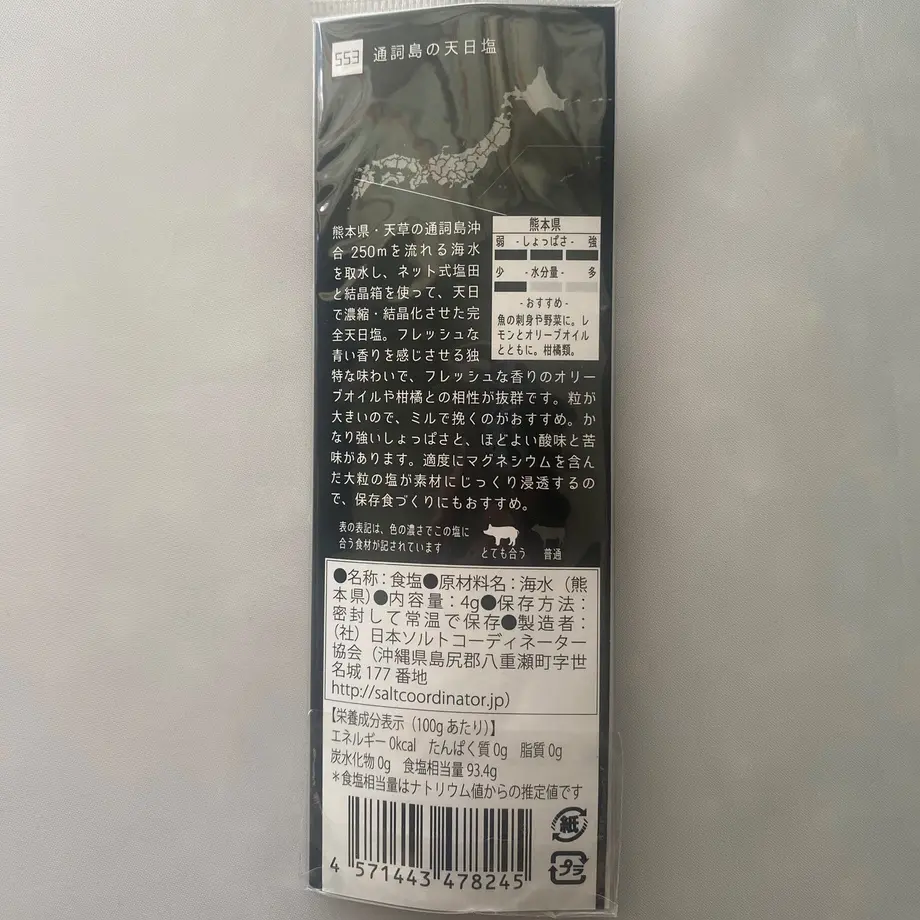 553
通詞島の天日塩
熊本県・天草の通詞島沖
合 250mを流れる海水
を取水し、ネット式塩田
と結晶箱を使って、天日
で濃縮・結晶化させた完
全天日塩。フレッシュな
青い香りを感じさせる独
特な味わいで、フレッシュな香りのオリー
ブオイルや柑橘との相性が抜群です。粒が
大きいので、ミルで挽くのがおすすめ。か
なり強いしょっぱさと、ほどよい酸味と苦
味があります。適度にマグネシウムを含ん
だ大粒の塩が素材にじっくり浸透するの
で、保存食づくりにもおすすめ。
熊本県
弱 - しょっぱさ - 強
少 - 水分量 - 多
- おすすめ -
魚の刺身や野菜に。レ
モンとオリーブオイル
とともに。柑橘類。
表の表記は、色の濃さでこの塩に
合う食材が記されています
とても合う 普通
●名称：食塩●原材料名：海水（熊
本県）●内容量：4g●保存方法：
密封して常温で保存●製造者：
（社）日本ソルトコーディネーター
協会（沖縄県島尻郡八重瀬町字世
名城 177 番地
http://saltcoordinator.jp）
【栄養成分表示（100g あたり）】
エネルギー 0kcal たんぱく質 0g 脂質 0g
炭水化物 0g 食塩相当量 93.4g
＊食塩相当量はナトリウム値からの推定値です
紙
プラ
4 571443 478245